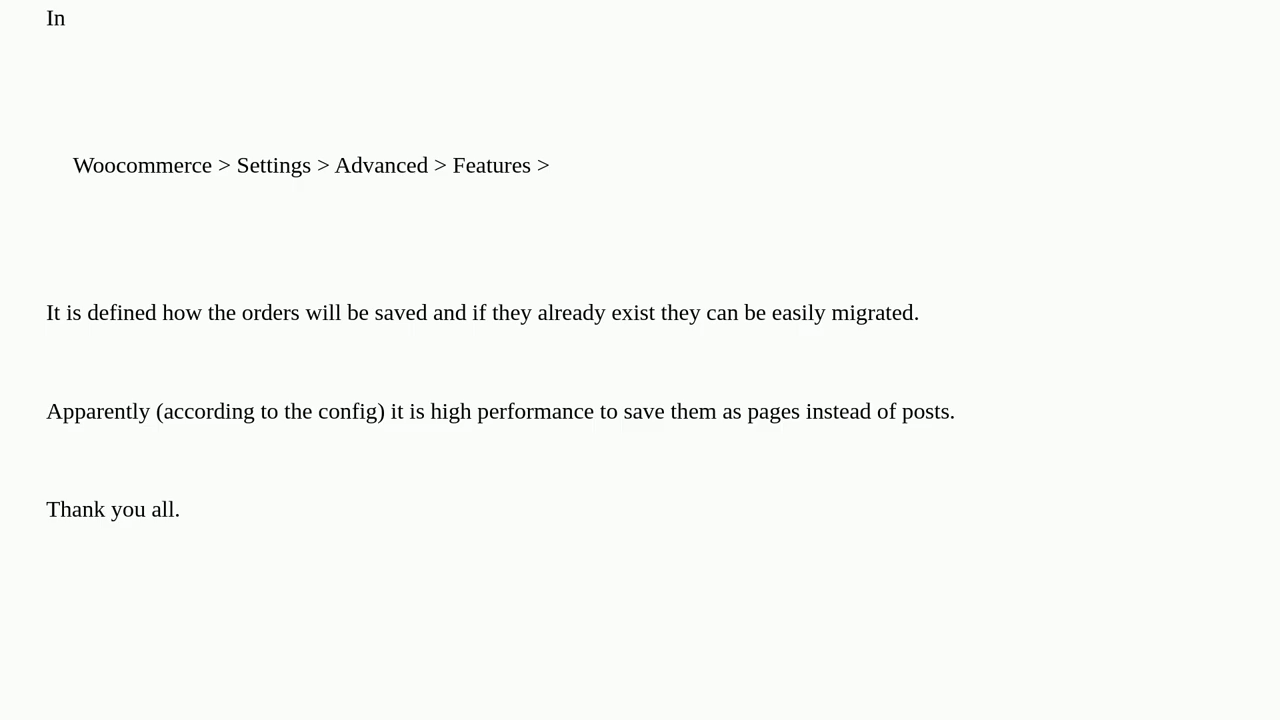 In
Woocommerce > Settings > Advanced > Features >
It is defined how the orders will be saved and if they already exist they can be easily migrated.
Apparently (according to the config) it is high performance to save them as pages instead of posts.
Thank you all.